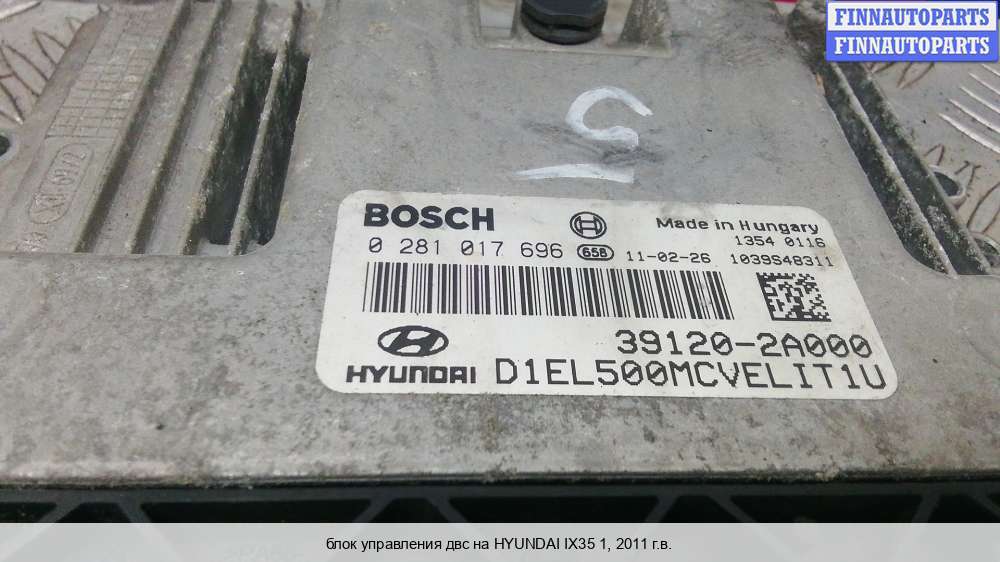 FINNAUTOPARTS
FINNAUTOPARTS
5
BOSCH
Made in Hungary
0 281 017 696 658 11-02-26
1354 0116
1039S48311
39120-2A000
HYUNDAI D1EL500MCVELIT1U
блок управления двс на HYUNDAI IX35 1, 2011 г.в.